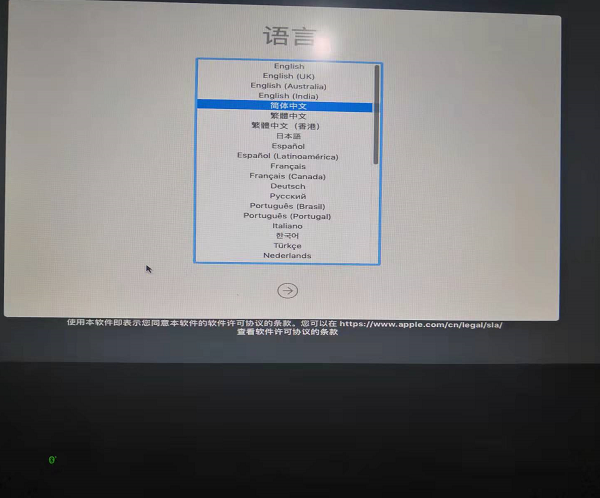 语言
English
English (UK)
English (Australia)
English (India)
简体中文
繁體中文
繁體中文（香港）
日本語
Español
Español (Latinoamérica)
Français
Français (Canada)
Deutsch
Русский
Português (Brasil)
Português (Portugal)
Italiano
한국어
Türkçe
Nederlands
使用本软件即表示您同意本软件的软件许可协议的条款。您可以在 https://www.apple.com/cn/legal/sla/
查看软件许可协议的条款